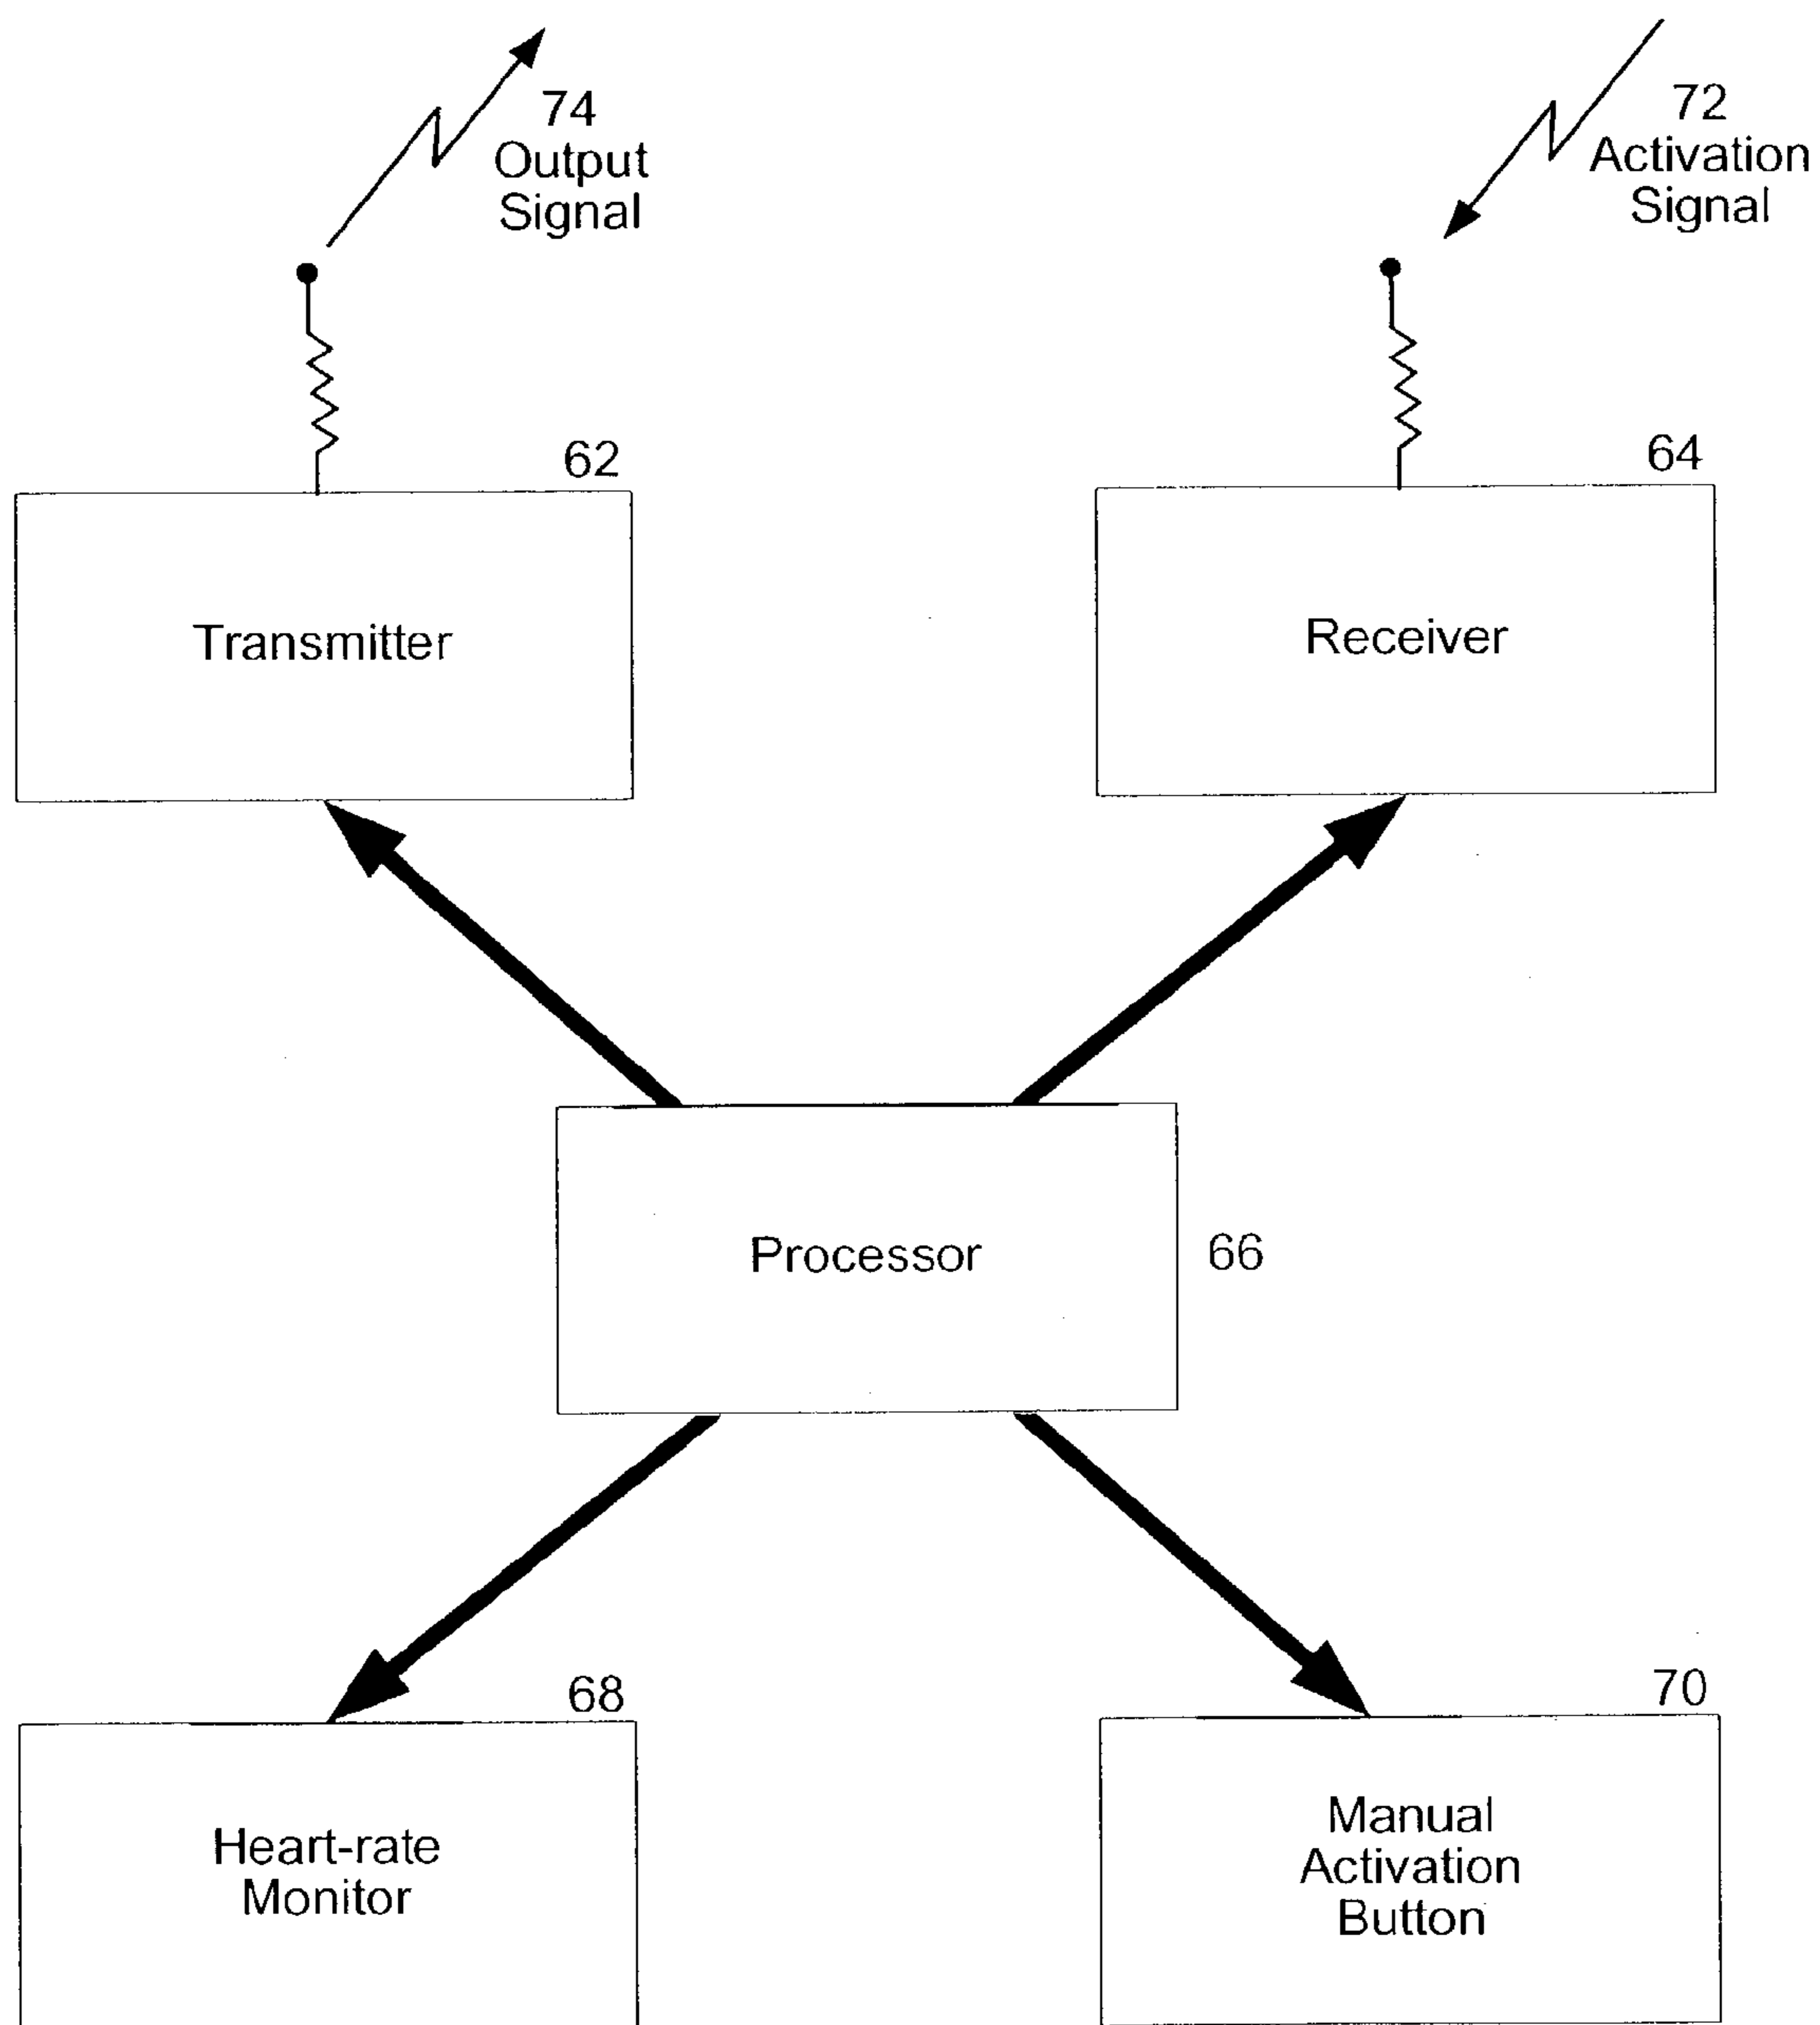 74
Output
Signal
72
Activation
Signal
62
64
Transmitter
Receiver
Processor
66
68
70
Heart-rate
Monitor
Manual
Activation
Button